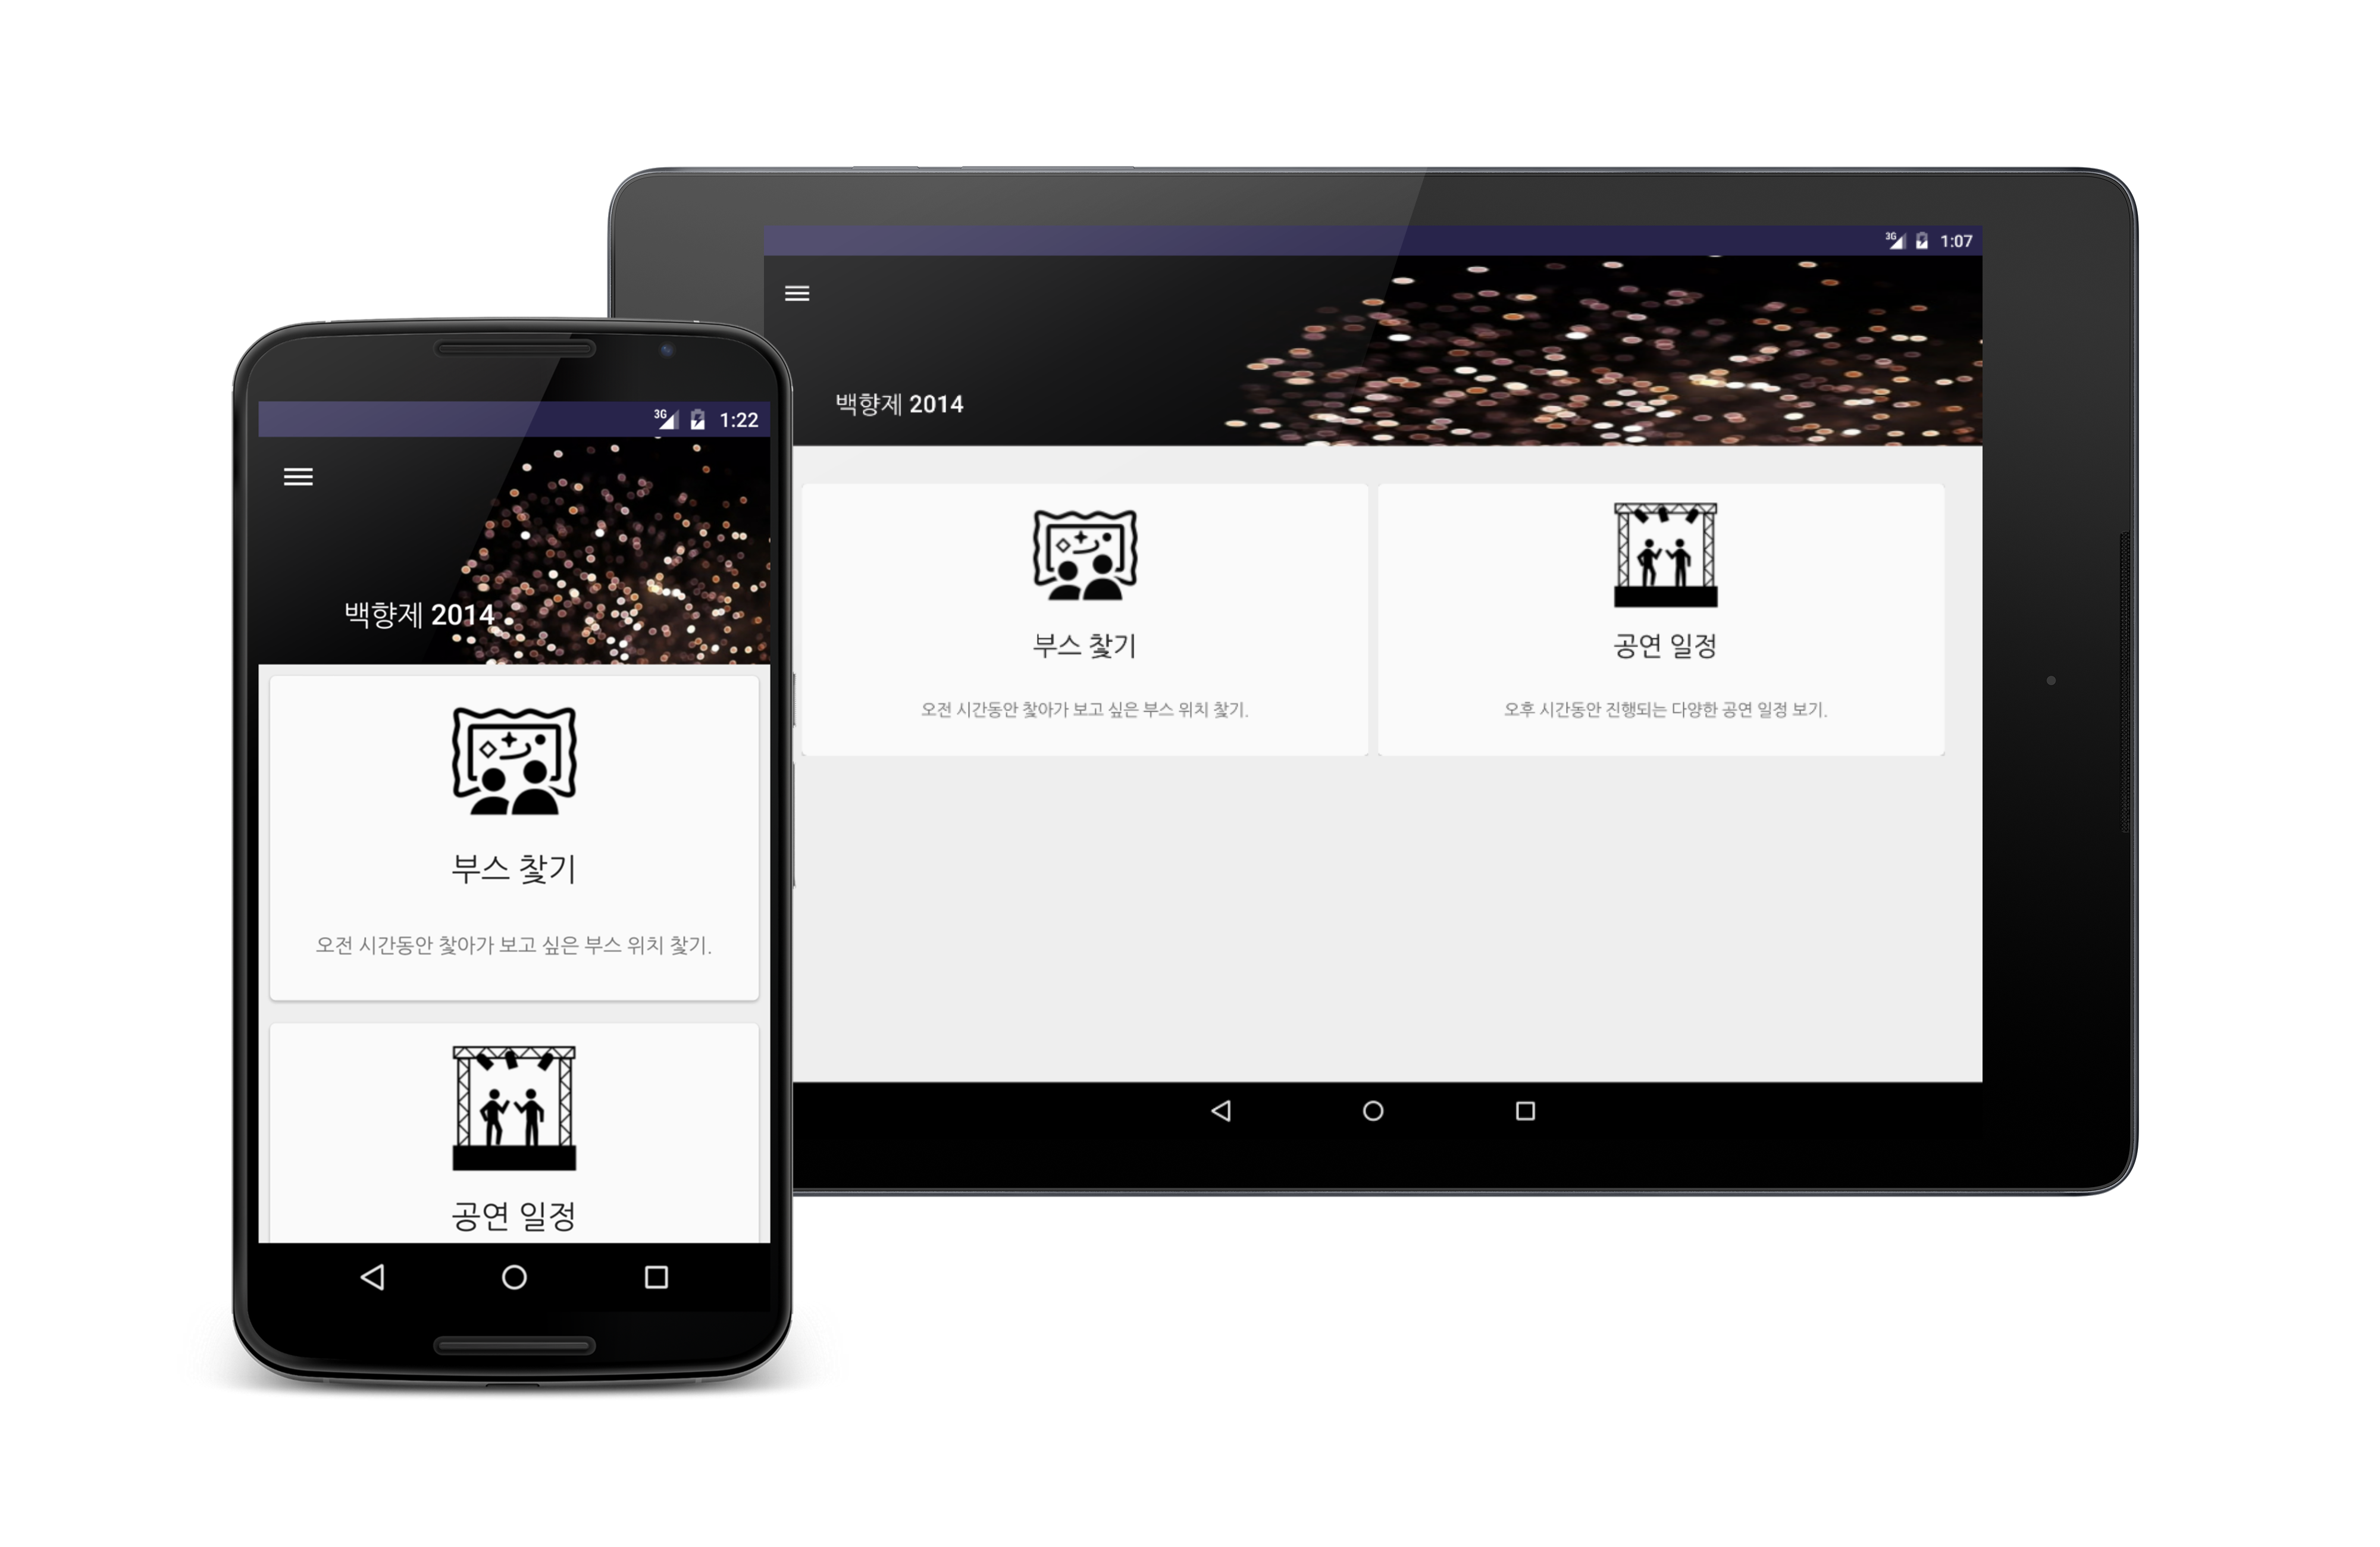 3G 1:22
백향제 2014
부스 찾기
오전 시간동안 찾아가 보고 싶은 부스 위치 찾기.
공연 일정
3G 1:07
백향제 2014
부스 찾기
오전 시간동안 찾아가 보고 싶은 부스 위치 찾기.
공연 일정
오후 시간동안 진행되는 다양한 공연 일정 보기.